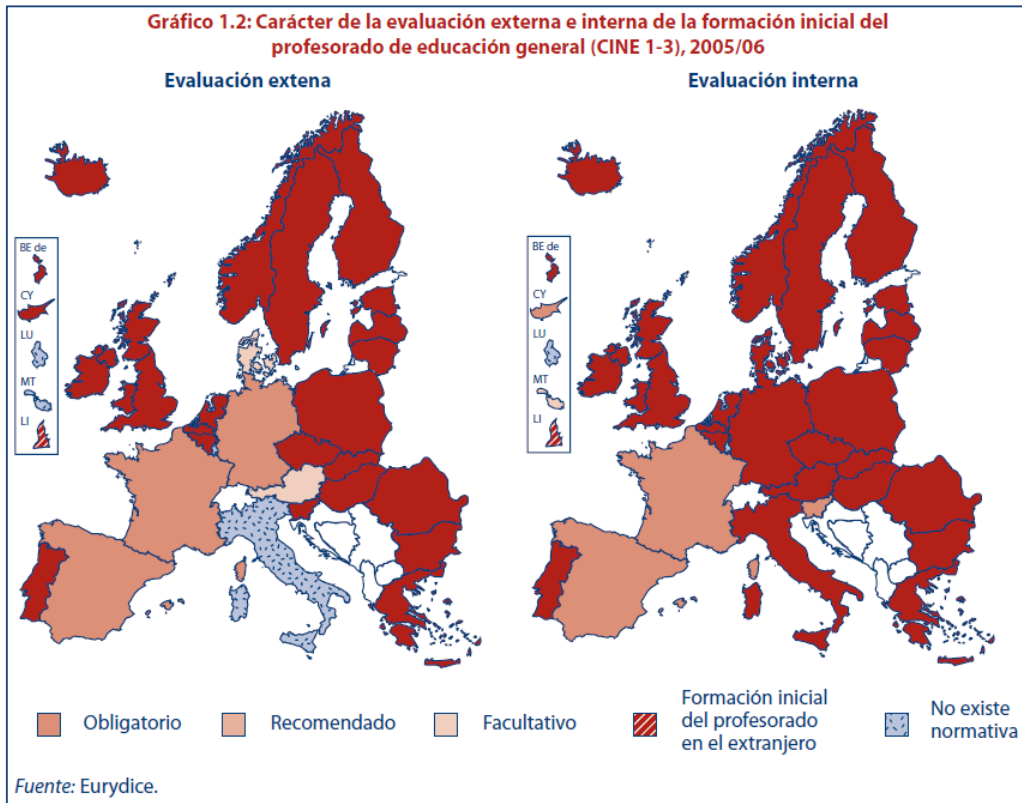 Gráfico 1.2: Carácter de la evaluación externa e interna de la formación inicial del
profesorado de educación general (CINE 1-3), 2005/06
Evaluación extena
Evaluación interna
BE de
CY
LU
MT
LI
BE de
CY
LU
MT
LI
Obligatorio
Recomendado
Facultativo
Formación inicial
del profesorado
en el extranjero
No existe
normativa
Fuente: Eurydice.